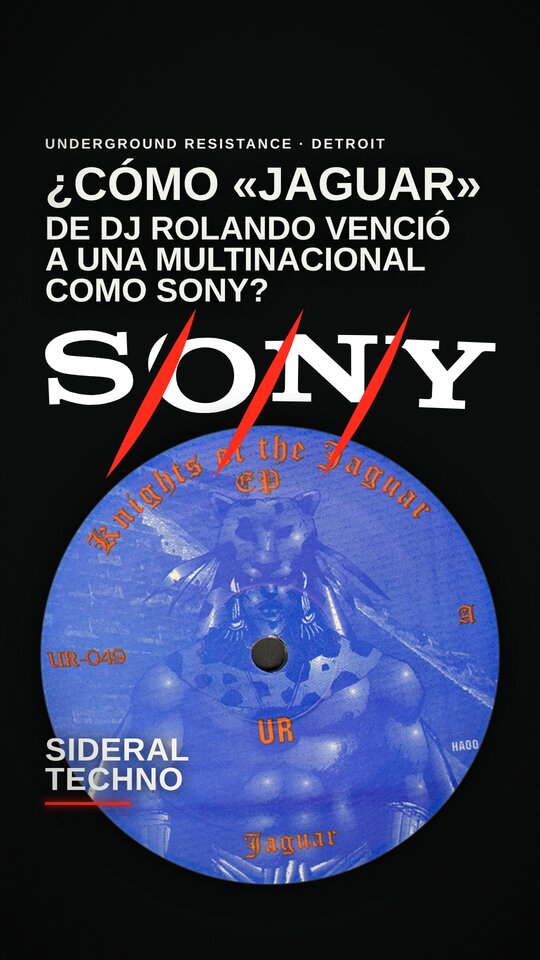 UNDERGROUND RESISTANCE · DETROIT
¿CÓMO «JAGUAR»
DE DJ ROLANDO VENCIÓ
A UNA MULTINACIONAL
COMO SONY?
SONY
Knights of the Jaguar
EP
A
UR-049
UR
HAQQ
SIDERAL
TECHNO
Jaguar